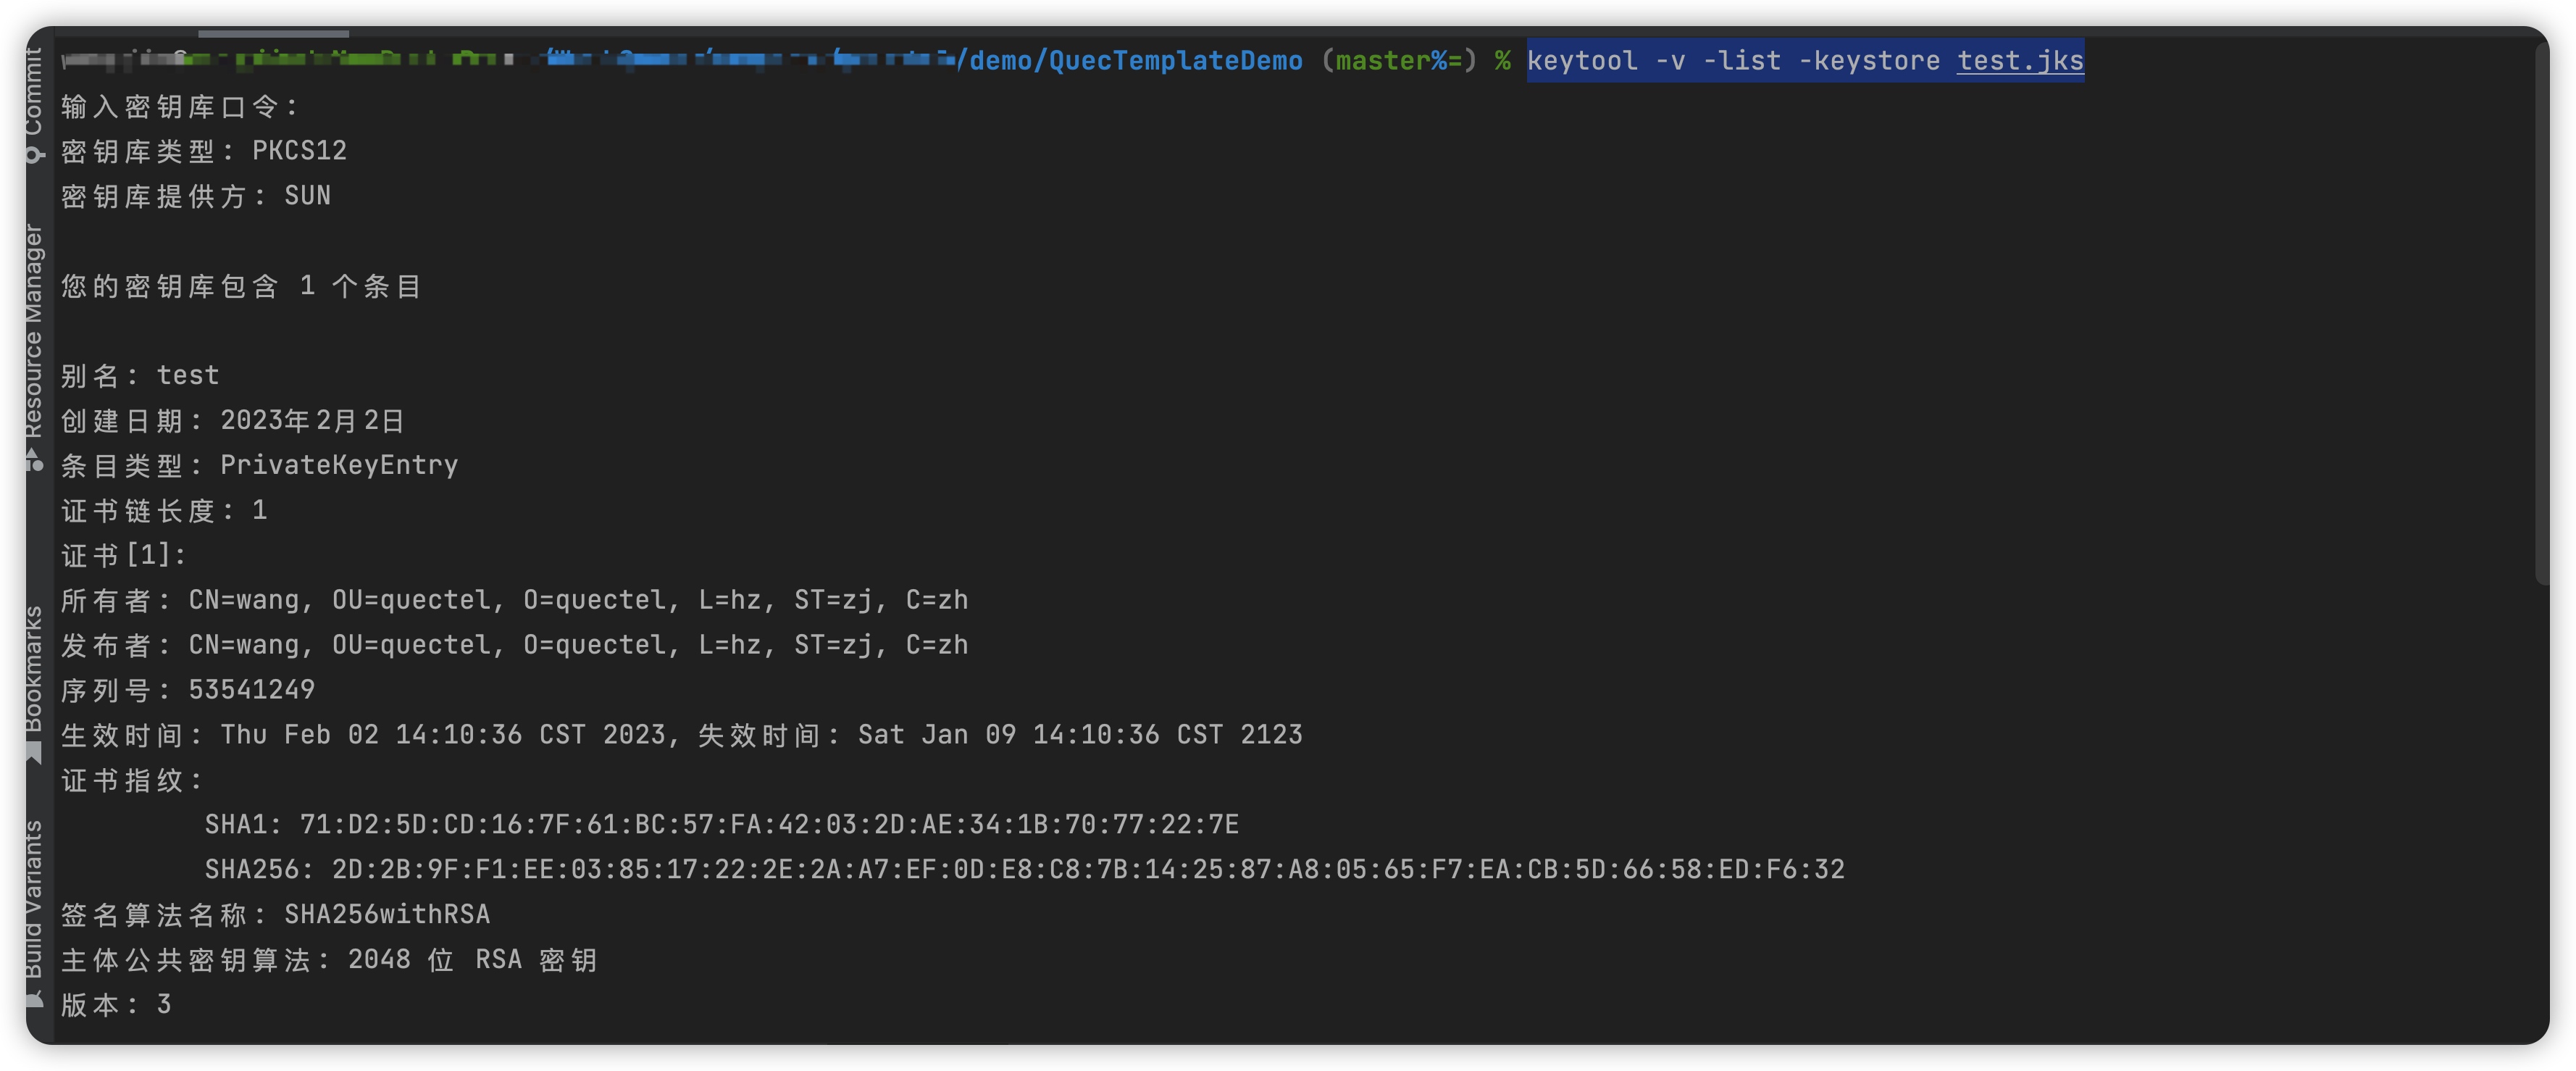 /demo/QuecTemplateDemo (master%=) % keytool -v -list -keystore test.jks
输入密钥库口令:
密钥库类型: PKCS12
密钥库提供方: SUN
您的密钥库包含 1 个条目
别名: test
创建日期: 2023年2月2日
条目类型: PrivateKeyEntry
证书链长度: 1
证书[1]:
所有者: CN=wang, OU=quectel, O=quectel, L=hz, ST=zj, C=zh
发布者: CN=wang, OU=quectel, O=quectel, L=hz, ST=zj, C=zh
序列号: 53541249
生效时间: Thu Feb 02 14:10:36 CST 2023, 失效时间: Sat Jan 09 14:10:36 CST 2123
证书指纹:
SHA1: 71:D2:5D:CD:16:7F:61:BC:57:FA:42:03:2D:AE:34:1B:70:77:22:7E
SHA256: 2D:2B:9F:F1:EE:03:85:17:22:2E:2A:A7:EF:0D:E8:C8:7B:14:25:87:A8:05:65:F7:EA:CB:5D:66:58:ED:F6:32
签名算法名称: SHA256withRSA
主体公共密钥算法: 2048 位 RSA 密钥
版本: 3
Commit
Resource Manager
Bookmarks
Build Variants